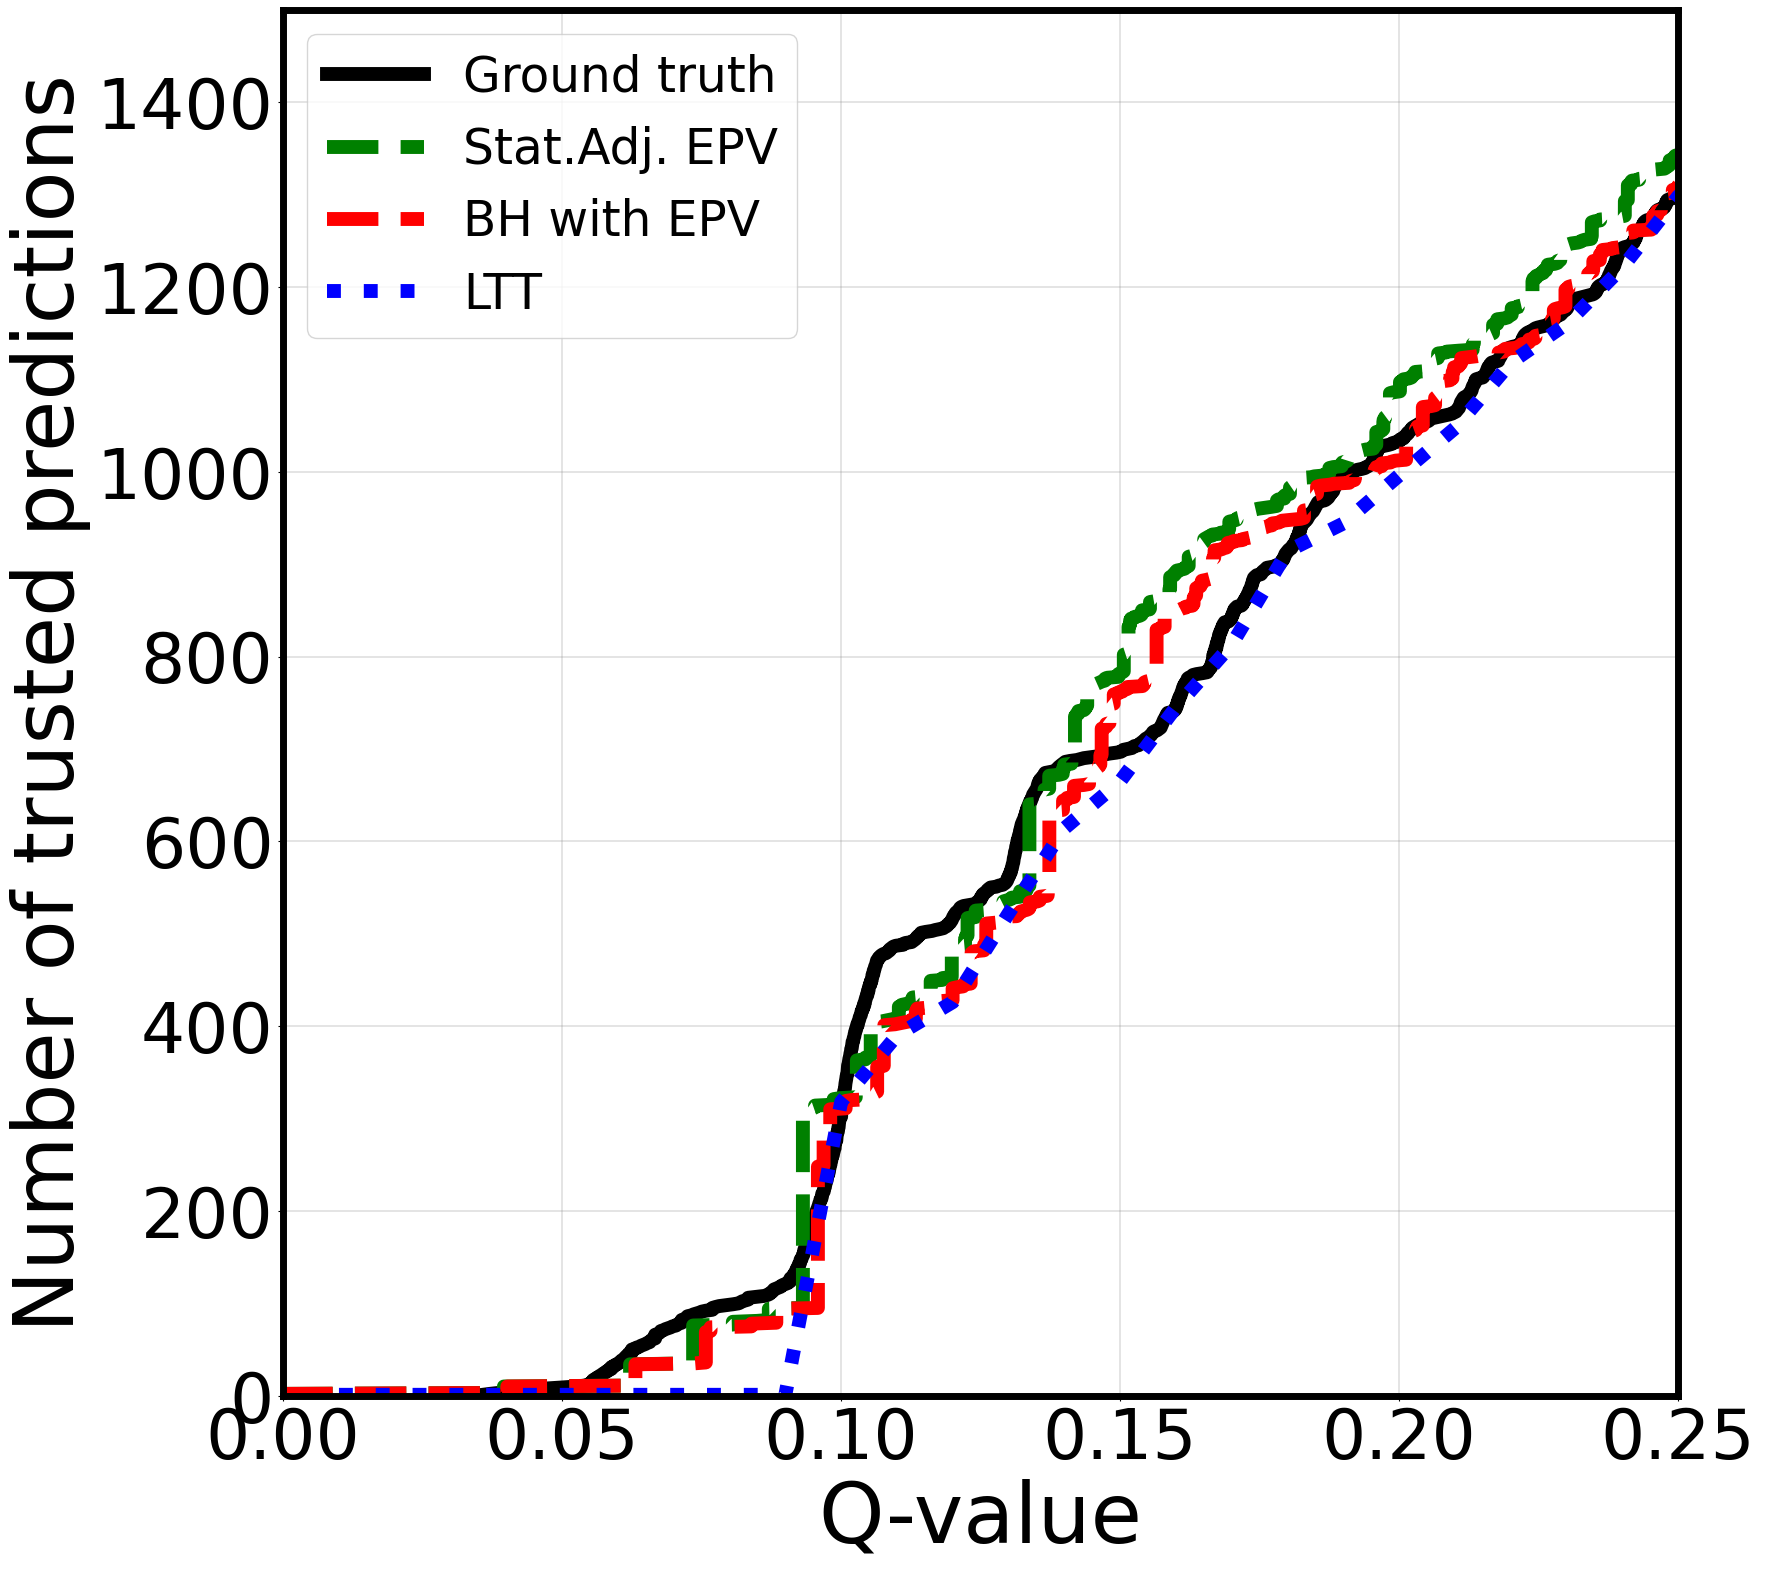 Number of trusted predictions
1400
1200
1000
800
600
400
200
0
Ground truth
Stat.Adj. EPV
BH with EPV
LTT
0.00 0.05 0.10 0.15 0.20 0.25
Q-value